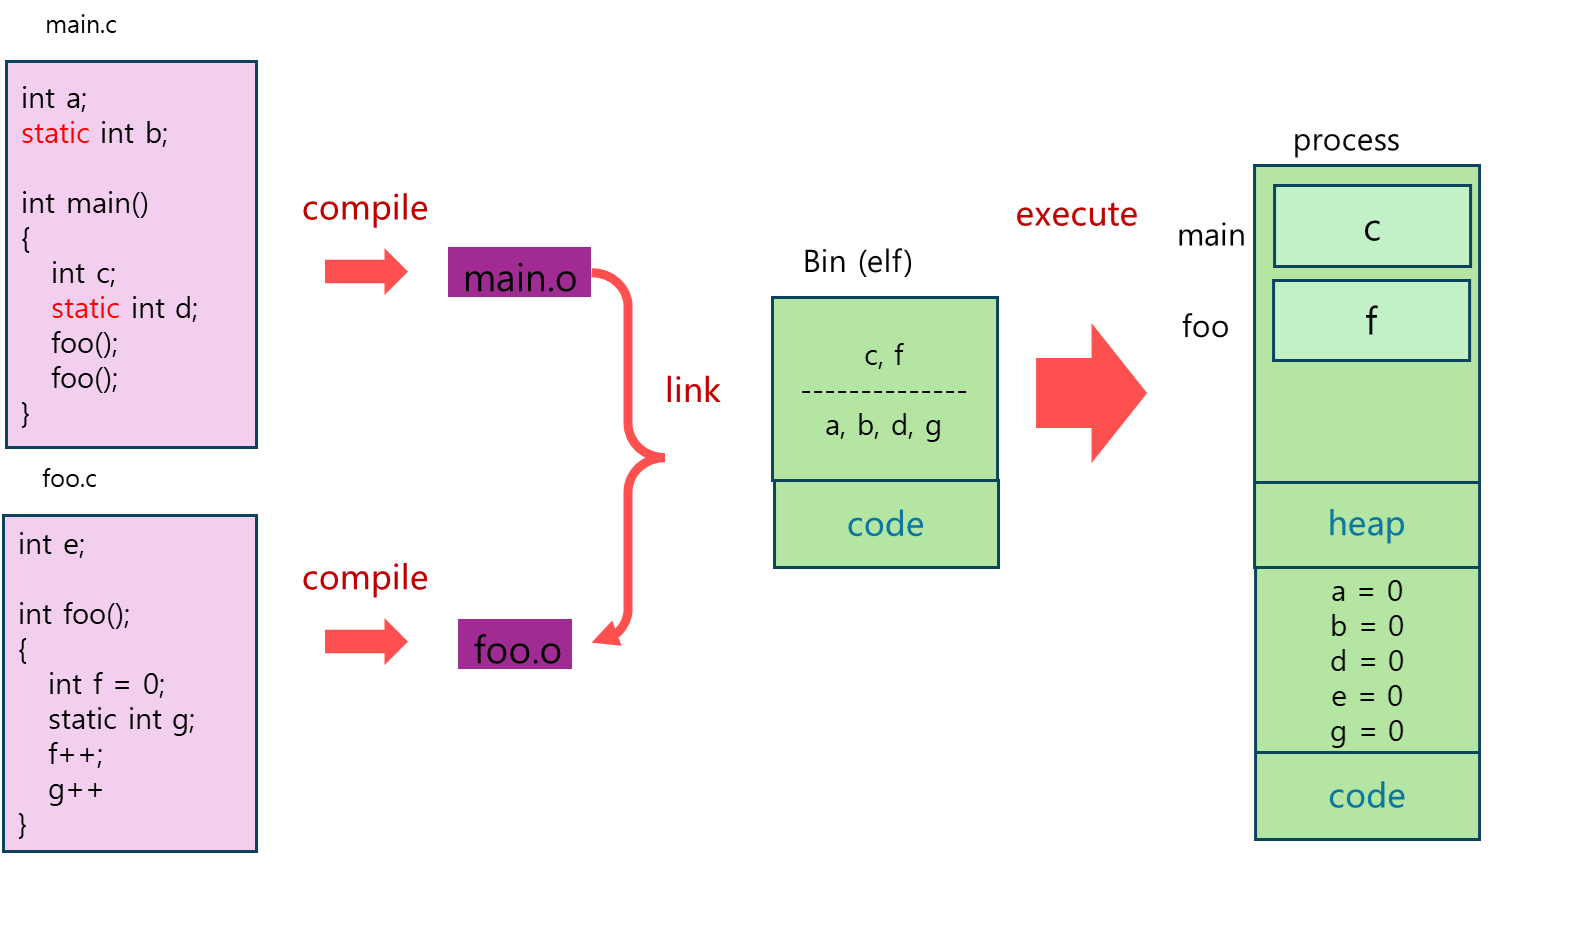 main.c
int a;
static int b;
int main()
{
int c;
static int d;
foo();
foo();
}
foo.c
int e;
int foo();
{
int f = 0;
static int g;
f++;
g++
}
compile
main.o
compile
foo.o
link
Bin (elf)
c, f
--------------
a, b, d, g
code
execute
process
main
c
foo
f
heap
a = 0
b = 0
d = 0
e = 0
g = 0
code